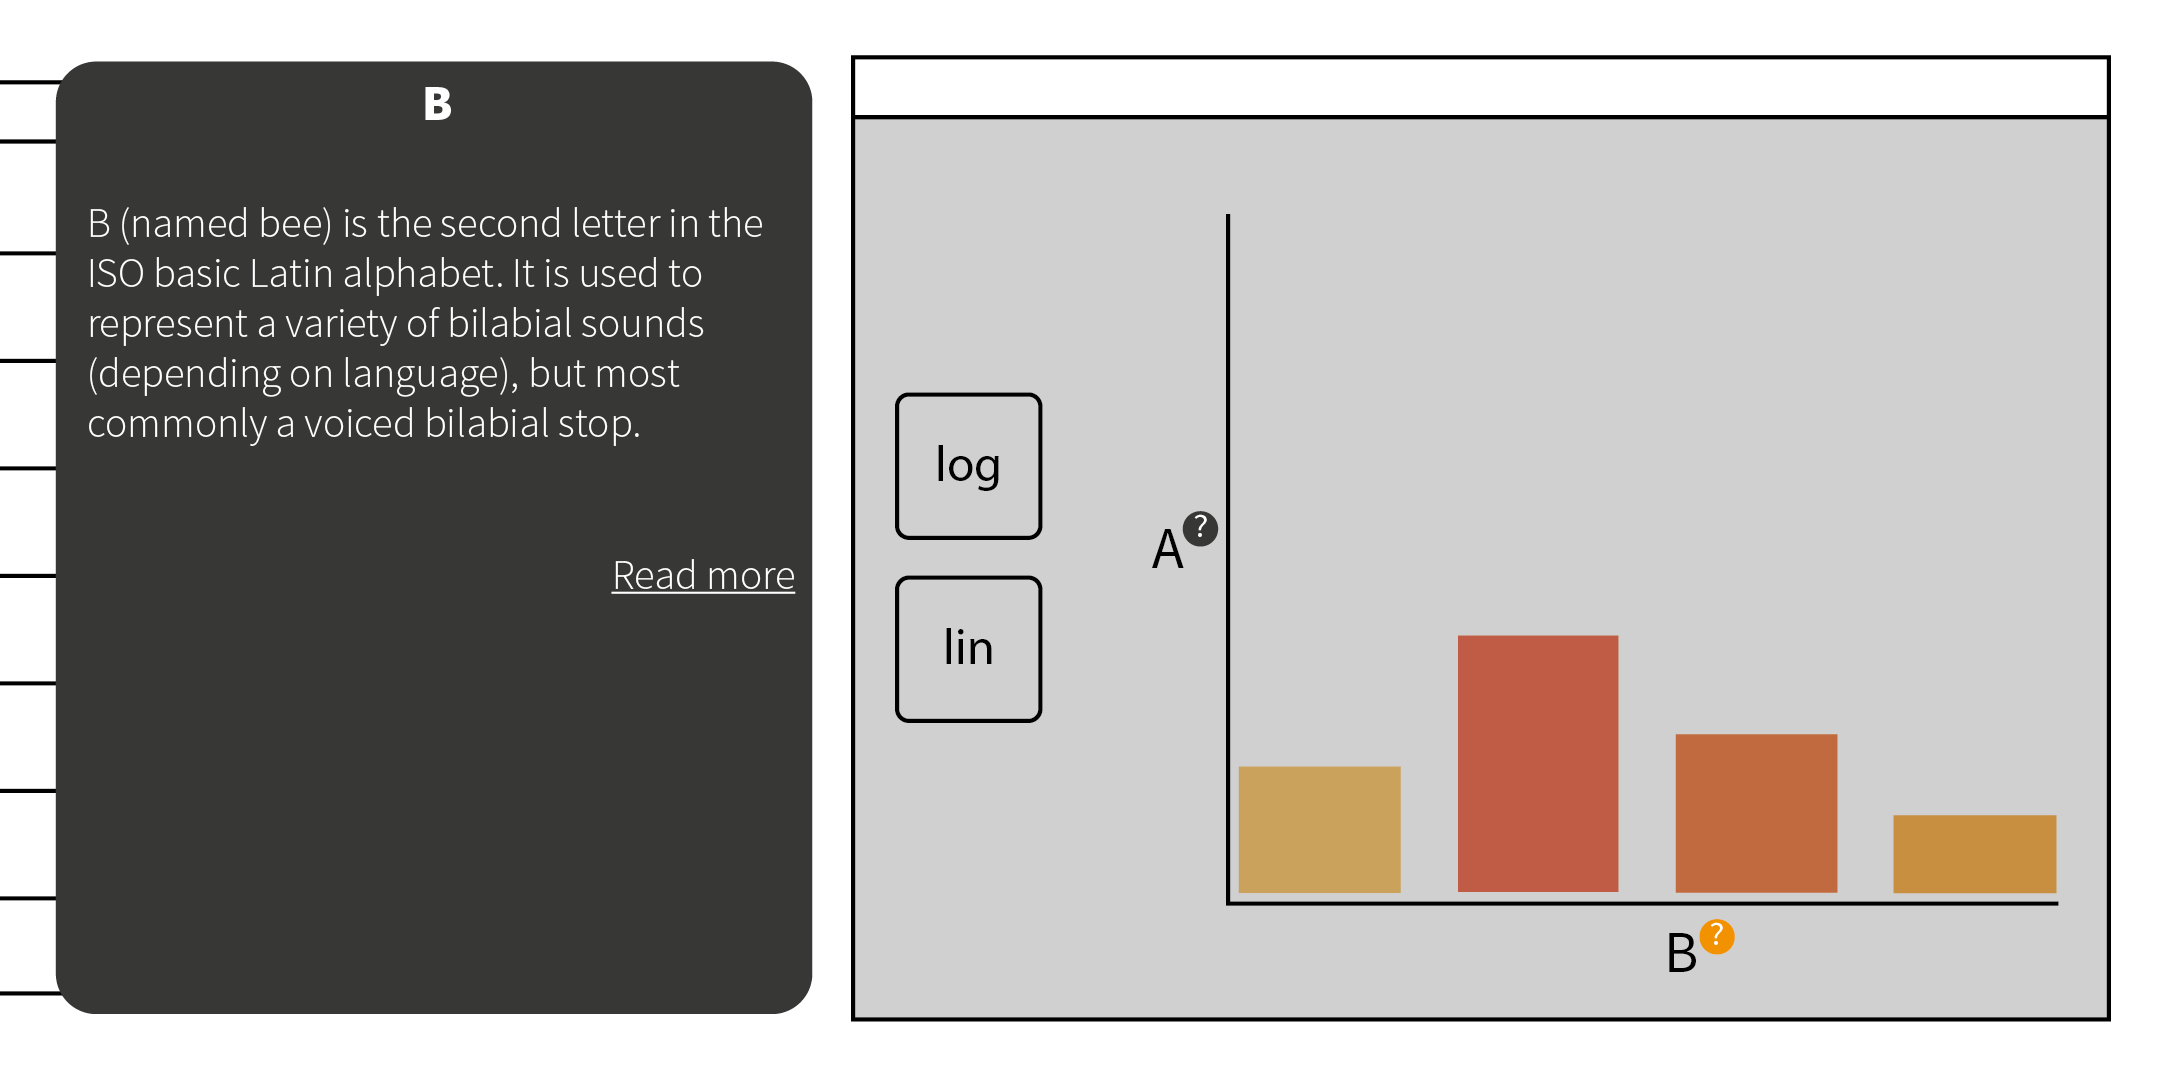 B
B (named bee) is the second letter in the
ISO basic Latin alphabet. It is used to
represent a variety of bilabial sounds
(depending on language), but most
commonly a voiced bilabial stop.
Read more
log
lin
A ?
B ?